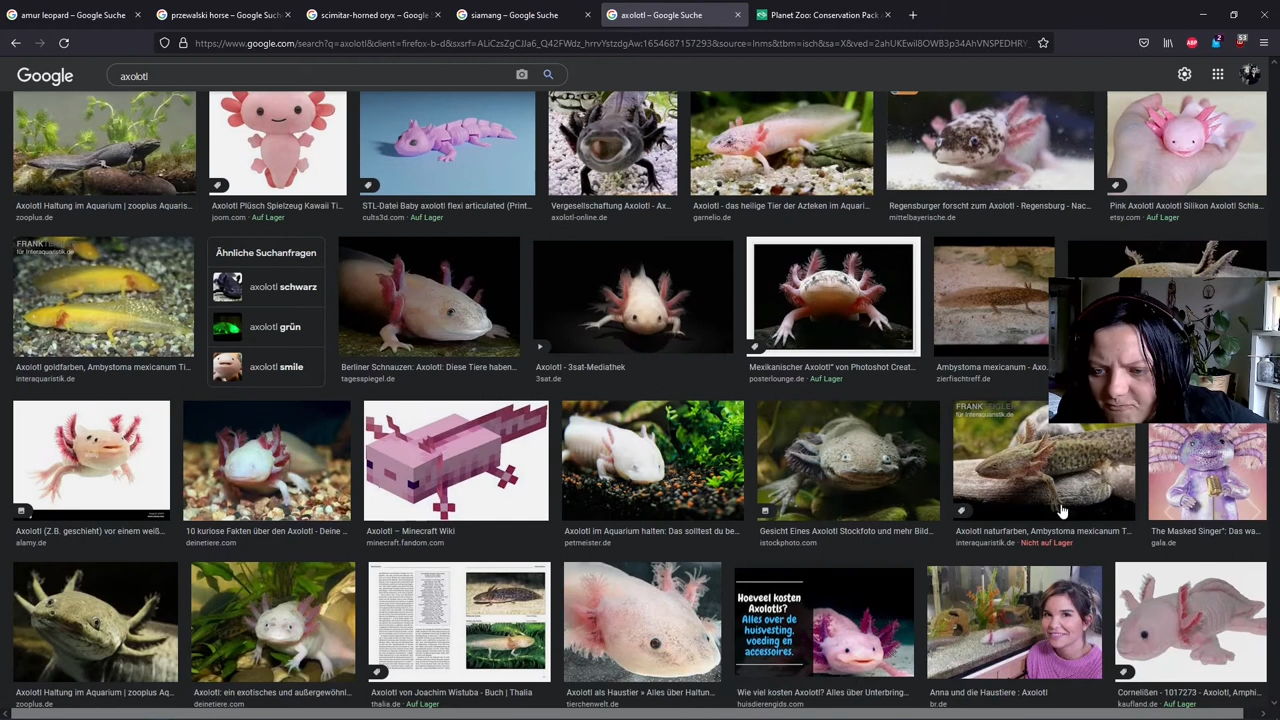 amur leopard – Google Suche
przewalski horse – Google Such
scimitar-horned oryx – Google S
siamang – Google Suche
axolotl – Google Suche
Planet Zoo: Conservation Pack
53
Google
axolotl
Axolotl Haltung im Aquarium | zooplus Aquaris...
zooplus.de
Axolotl Plüsch Spielzeug Kawaii Ti...
joom.com · Auf Lager
STL-Datei Baby axolotl flexi articulated (Print...
cults3d.com · Auf Lager
Vergesellschaftung Axolotl - Ax...
axolotl-online.de
Axolotl - das heilige Tier der Azteken im Aquari...
garnelio.de
Regensburger forscht zum Axolotl - Regensburg - Nac...
mittelbayerische.de
Pink Axolotl Axolotl Silikon Axolotl Schla...
etsy.com · Auf Lager
FRANK
für Interaquaristik.de
Axolotl goldfarben, Ambystoma mexicanum Ti...
interaquaristik.de
Ähnliche Suchanfragen
axolotl schwarz
axolotl grün
axolotl smile
Berliner Schnauzen: Axolotl: Diese Tiere haben...
tagesspiegel.de
Axolotl - 3sat-Mediathek
3sat.de
Mexikanischer Axolotl" von Photoshot Creat...
posterlounge.de · Auf Lager
Ambystoma mexicanum - Axo...
zierfischtreff.de
Axolotl (Z.B. geschieht) vor einem weiß...
alamy.de
10 kuriose Fakten über den Axolotl - Deine ...
deinetiere.com
Axolotl – Minecraft Wiki
minecraft.fandom.com
Axolotl im Aquarium halten: Das solltest du be...
petmeister.de
Gesicht Eines Axolotl Stockfoto und mehr Bild...
istockphoto.com
FRANK TEIGLER
für Interaquaristik.de
Axolotl naturfarben, Ambystoma mexicanum T...
interaquaristik.de · Nicht auf Lager
The Masked Singer": Das wa...
gala.de
Axolotl Haltung im Aquarium | zooplus Aq...
zooplus.de
Axolotl: ein exotisches und außergewöhnl...
deinetiere.com
Axolotl von Joachim Wistuba - Buch | Thalia
thalia.de · Auf Lager
Axolotl als Haustier » Alles über Haltun...
tierchenwelt.de
Hoeveel kosten
Axolotls?
Alles over de
huisvesting,
voeding en
accessoires.
Wie viel kosten Axolotl? Alles über Unterbring...
huisdierengids.com
Anna und die Haustiere : Axolotl
br.de
Cornelißen - 1017273 - Axolotl, Amphi...
kaufland.de · Auf Lager